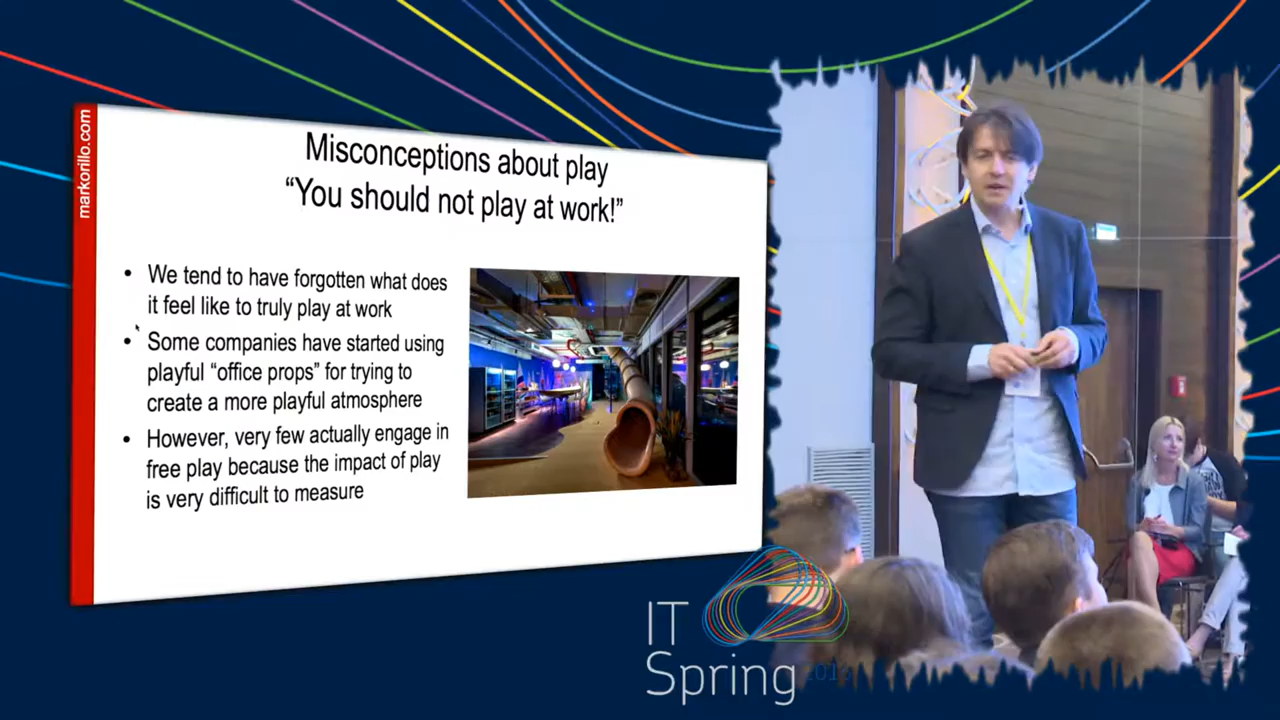 markorillo.com
Misconceptions about play
“You should not play at work!”
• We tend to have forgotten what does
it feel like to truly play at work
• Some companies have started using
playful “office props” for trying to
create a more playful atmosphere
• However, very few actually engage in
free play because the impact of play
is very difficult to measure
IT
Spring